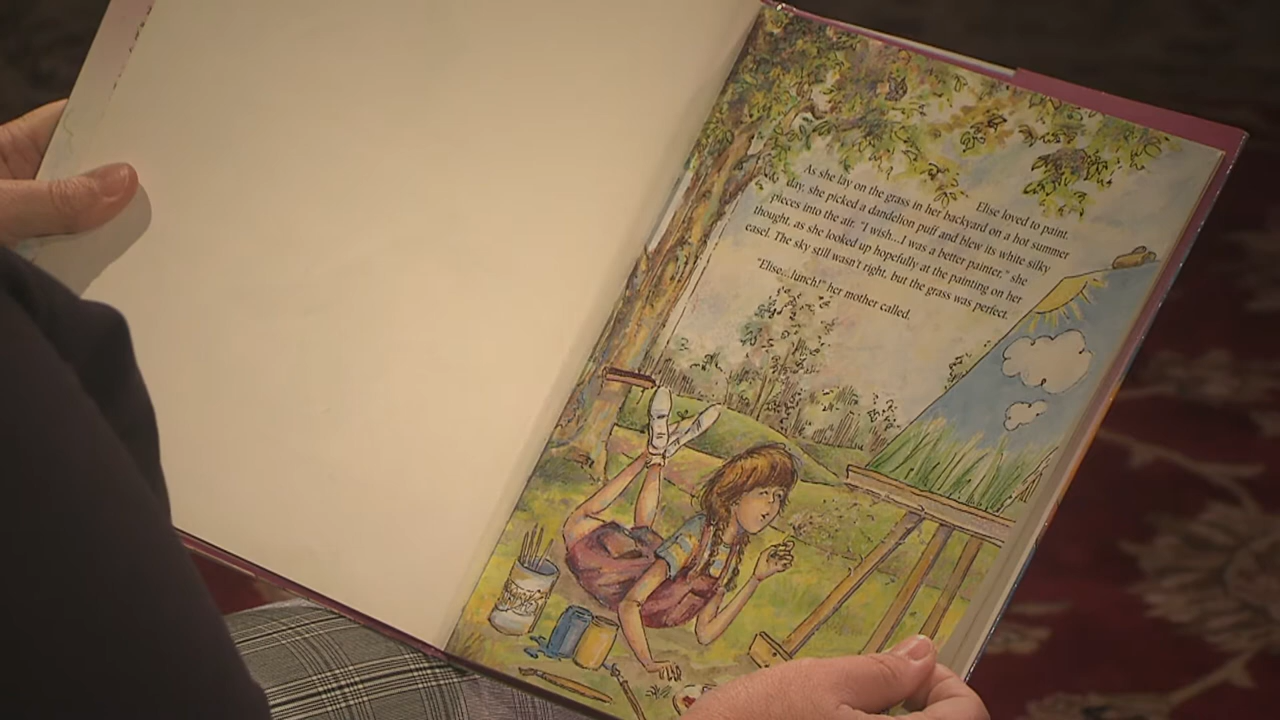 Elise loved to paint.
As she lay on the grass in her backyard on a hot summer
day, she picked a dandelion puff and blew its white silky
pieces into the air. "I wish...I was a better painter," she
thought, as she looked up hopefully at the painting on her
easel. The sky still wasn't right, but the grass was perfect.
"Elise...lunch!" her mother called.